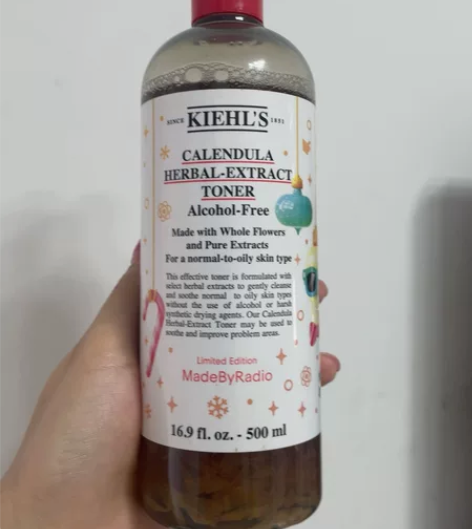 SINCE KIEHL'S 1851
CALENDULA
HERBAL-EXTRACT
TONER
Alcohol-Free
Made with Whole Flowers
and Pure Extracts
For a normal-to-oily skin type
This effective toner is formulated with
select herbal extracts to gently cleanse
and soothe normal to oily skin types
without the use of alcohol or harsh
synthetic drying agents. Our Calendula
Herbal-Extract Toner may be used to
soothe and improve problem areas.
Limited Edition
MadeByRadio
16.9 fl. oz. - 500 ml